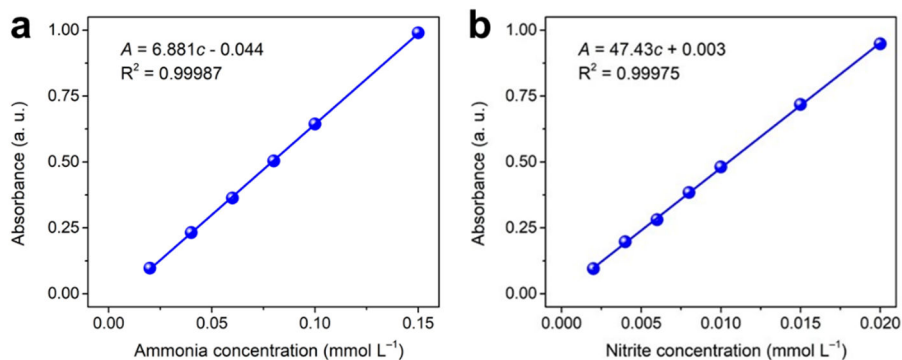 a
A = 6.881c - 0.044
R² = 0.99987
Absorbance (a. u.)
1.00
0.75
0.50
0.25
0.00
0.00 0.05 0.10 0.15
Ammonia concentration (mmol L⁻¹)
b
A = 47.43c + 0.003
R² = 0.99975
Absorbance (a. u.)
1.00
0.75
0.50
0.25
0.00
0.000 0.005 0.010 0.015 0.020
Nitrite concentration (mmol L⁻¹)